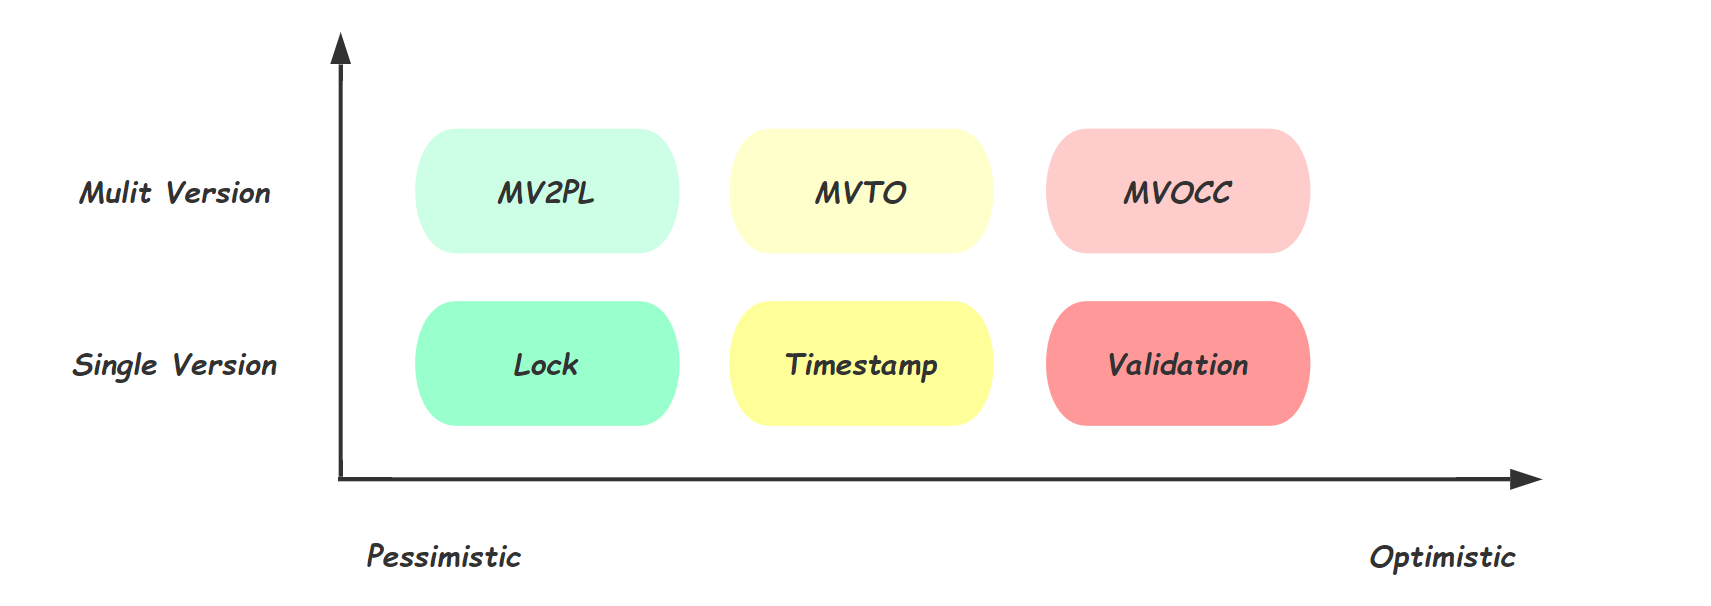 Mulit Version
MV2PL
MVTO
MVOCC
Single Version
Lock
Timestamp
Validation
Pessimistic
Optimistic